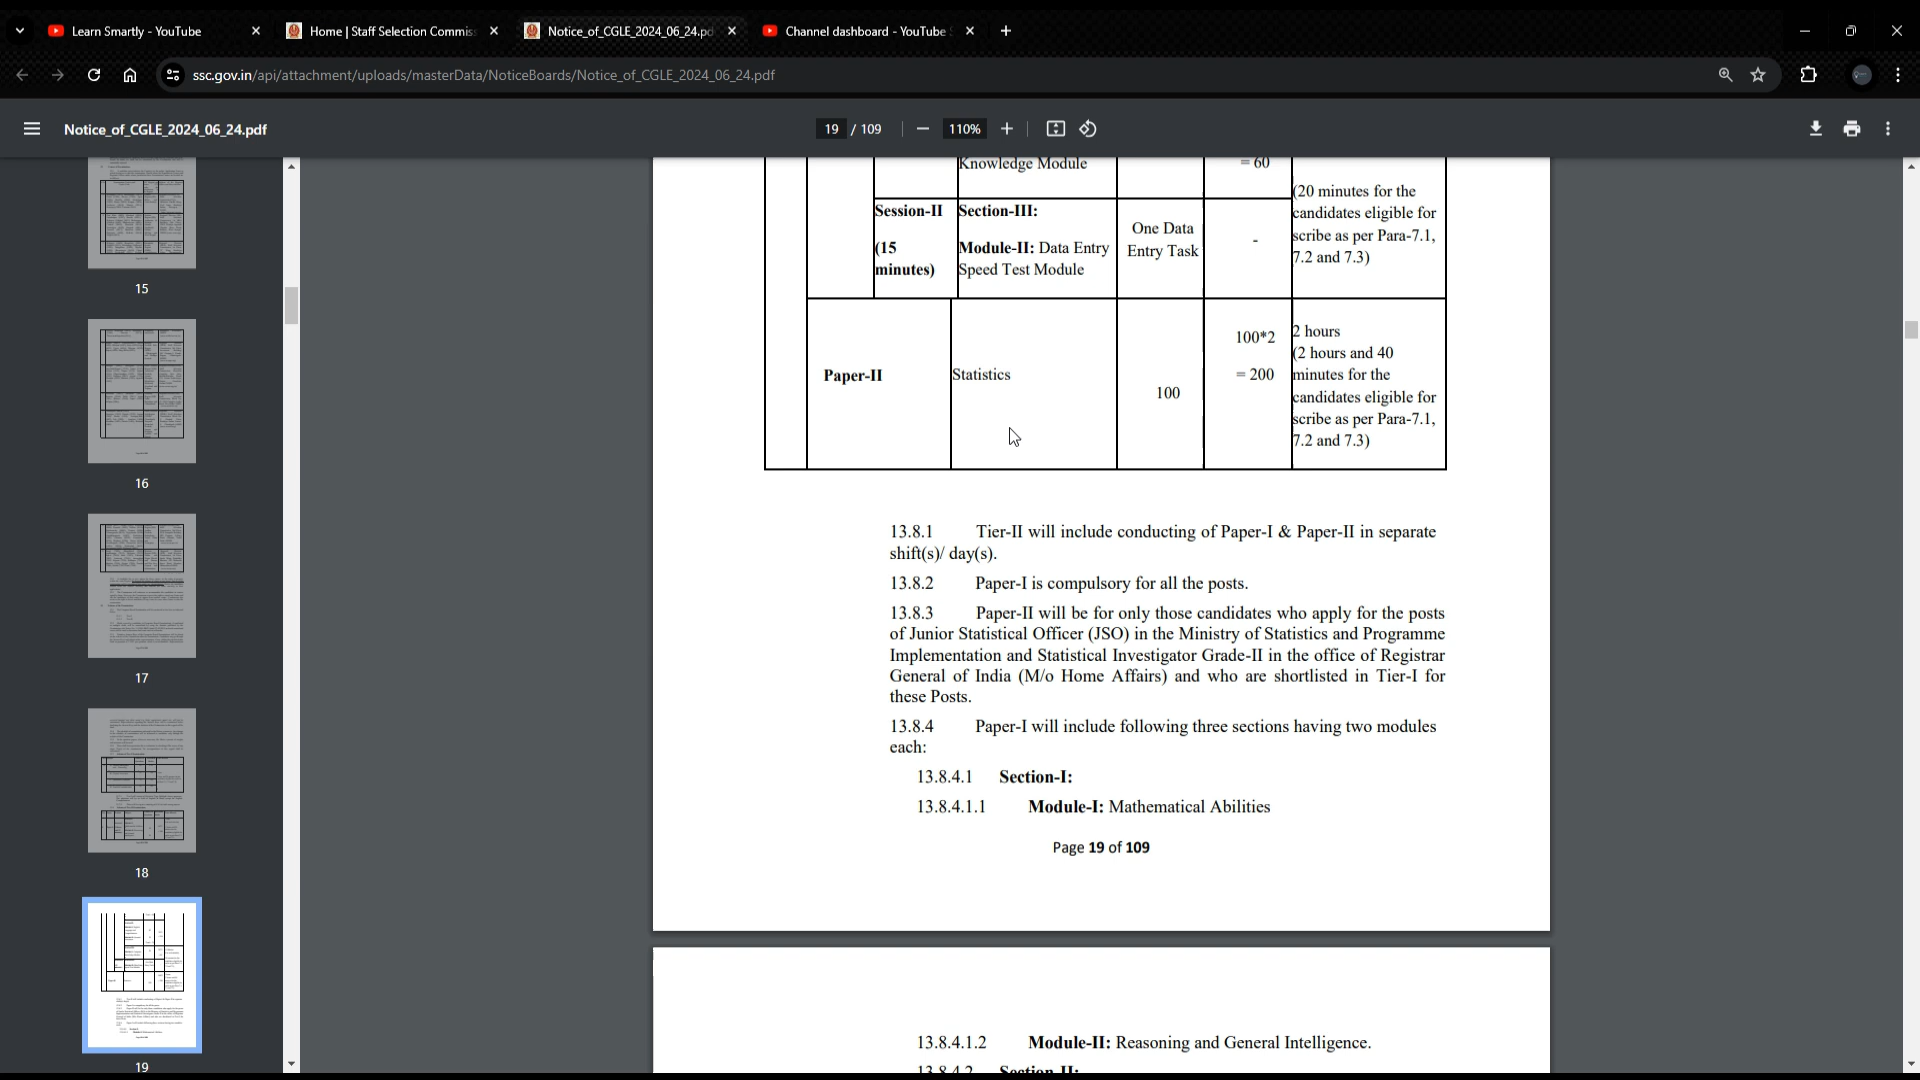 Learn Smartly - YouTube
Home | Staff Selection Commis
Notice_of_CGLE_2024_06_24.pd
Channel dashboard - YouTube
ssc.gov.in/api/attachment/uploads/masterData/NoticeBoards/Notice_of_CGLE_2024_06_24.pdf
Notice_of_CGLE_2024_06_24.pdf
19 / 109
110%
15
16
17
18
19
Knowledge Module
= 60
(20 minutes for the
candidates eligible for
scribe as per Para-7.1,
7.2 and 7.3)
Session-II
(15
minutes)
Section-III:
Module-II: Data Entry
Speed Test Module
One Data
Entry Task
-
Paper-II
Statistics
100
100*2
= 200
2 hours
(2 hours and 40
minutes for the
candidates eligible for
scribe as per Para-7.1,
7.2 and 7.3)
13.8.1 Tier-II will include conducting of Paper-I & Paper-II in separate
shift(s)/ day(s).
13.8.2 Paper-I is compulsory for all the posts.
13.8.3 Paper-II will be for only those candidates who apply for the posts
of Junior Statistical Officer (JSO) in the Ministry of Statistics and Programme
Implementation and Statistical Investigator Grade-II in the office of Registrar
General of India (M/o Home Affairs) and who are shortlisted in Tier-I for
these Posts.
13.8.4 Paper-I will include following three sections having two modules
each:
13.8.4.1 Section-I:
13.8.4.1.1 Module-I: Mathematical Abilities
Page 19 of 109
13.8.4.1.2 Module-II: Reasoning and General Intelligence.
13.8.4.2 Section-II: